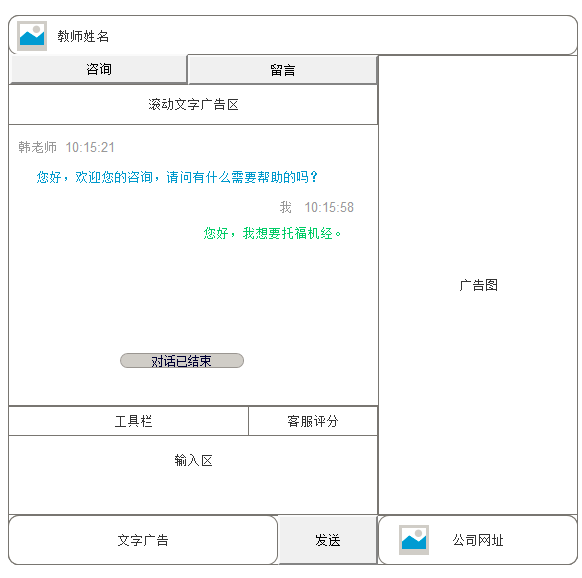 教师姓名
咨询
留言
滚动文字广告区
韩老师 10:15:21
您好，欢迎您的咨询，请问有什么需要帮助的吗？
我 10:15:58
您好，我想要托福机经。
广告图
对话已结束
工具栏
客服评分
输入区
文字广告
发送
公司网址